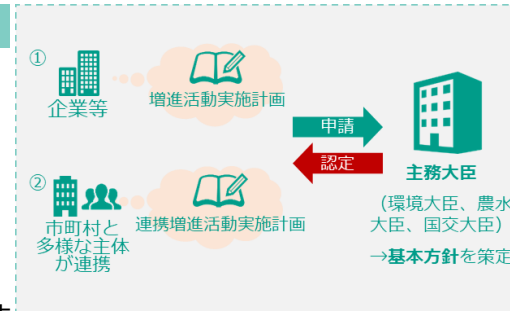 ①
企業等
増進活動実施計画
②
市町村と
多様な主体
が連携
連携増進活動実施計画
申請
認定
主務大臣
（環境大臣、農水
大臣、国交大臣）
→基本方針を策定